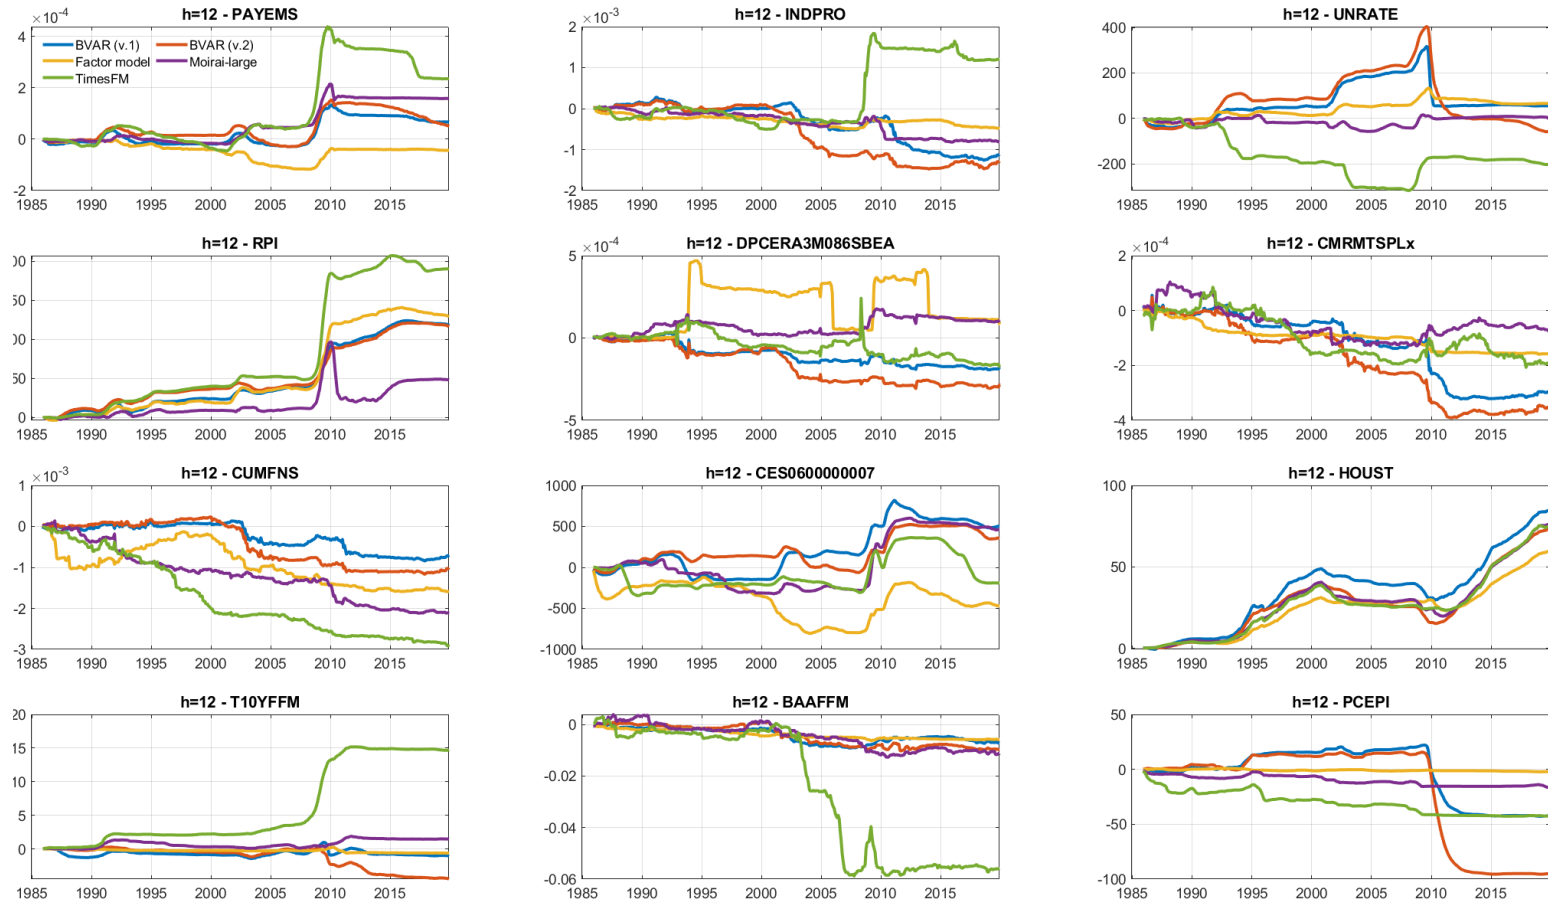 h=12 - PAYEMS
×10⁻⁴
4
2
0
-2
BVAR (v.1)
BVAR (v.2)
Factor model
Moirai-large
TimesFM
1985 1990 1995 2000 2005 2010 2015
h=12 - INDPRO
×10⁻³
2
1
0
-1
-2
1985 1990 1995 2000 2005 2010 2015
h=12 - UNRATE
400
200
0
-200
1985 1990 1995 2000 2005 2010 2015
h=12 - RPI
50
0
1985 1990 1995 2000 2005 2010 2015
h=12 - DPCERA3M086SBEA
×10⁻⁴
5
0
-5
1985 1990 1995 2000 2005 2010 2015
h=12 - CMRMTSPLx
×10⁻⁴
2
0
-2
-4
1985 1990 1995 2000 2005 2010 2015
h=12 - CUMFNS
×10⁻³
1
0
-1
-2
-3
1985 1990 1995 2000 2005 2010 2015
h=12 - CES0600000007
1000
500
0
-500
-1000
1985 1990 1995 2000 2005 2010 2015
h=12 - HOUST
100
50
0
1985 1990 1995 2000 2005 2010 2015
h=12 - T10YFFM
20
15
10
5
0
1985 1990 1995 2000 2005 2010 2015
h=12 - BAAFFM
0
-0.02
-0.04
-0.06
1985 1990 1995 2000 2005 2010 2015
h=12 - PCEPI
50
0
-50
-100
1985 1990 1995 2000 2005 2010 2015